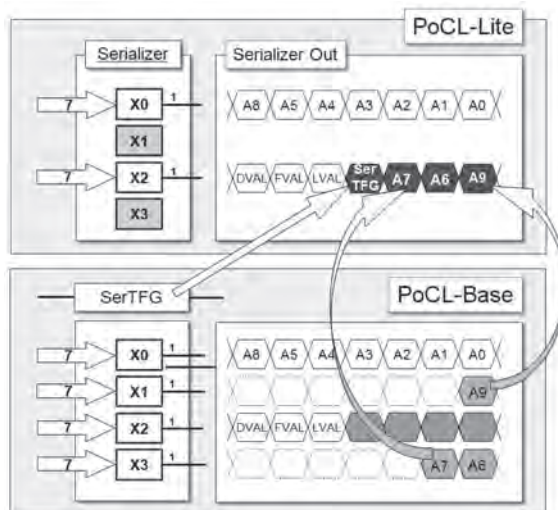 PoCL-Lite
Serializer
Serializer Out
7 X0 1 A8 A5 A4 A3 A2 A1 A0
X1
7 X2 1 DVAL FVAL LVAL Ser TFG A7 A6 A9
X3
SerTFG
PoCL-Base
7 X0 1 A8 A5 A4 A3 A2 A1 A0
7 X1 1 A9
7 X2 1 DVAL FVAL LVAL
7 X3 1 A7 A6